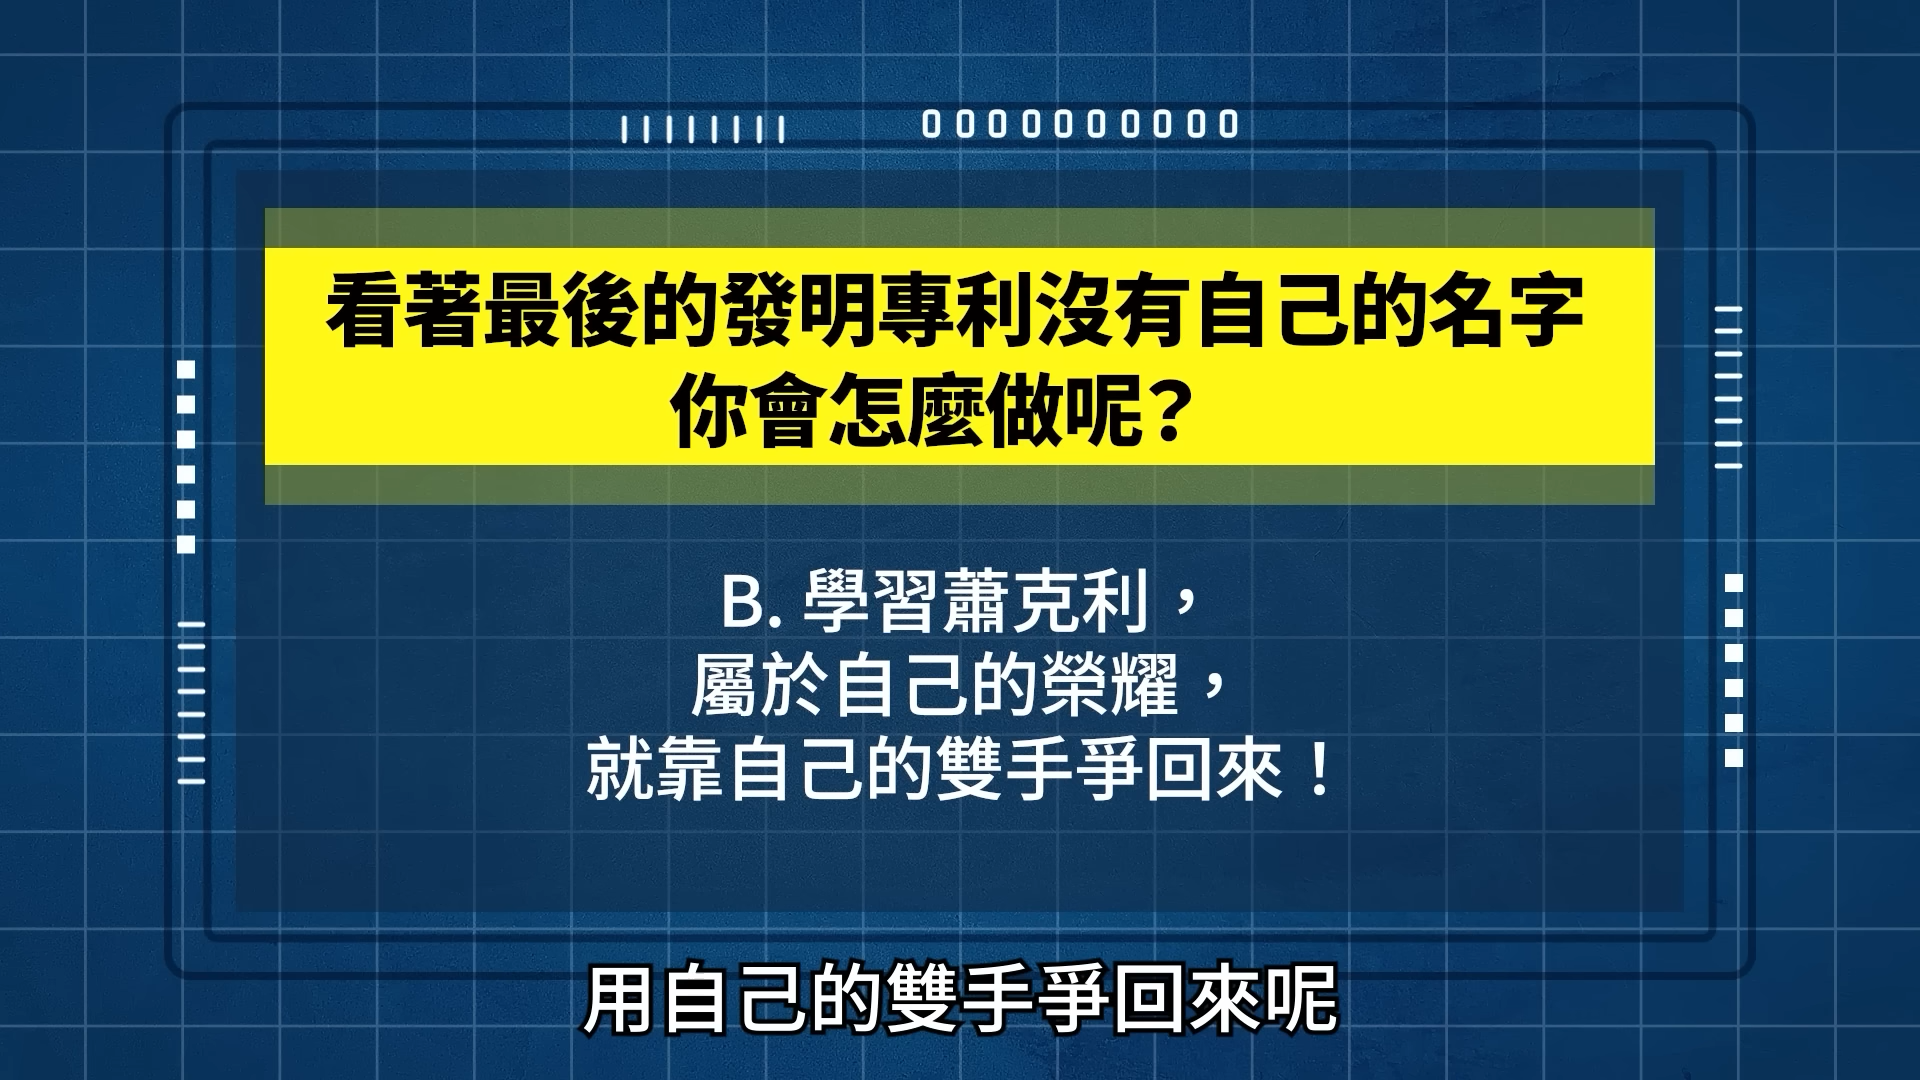 看著最後的發明專利沒有自己的名字
你會怎麼做呢？
B. 學習蕭克利，
屬於自己的榮耀，
就靠自己的雙手爭回來！
用自己的雙手爭回來呢